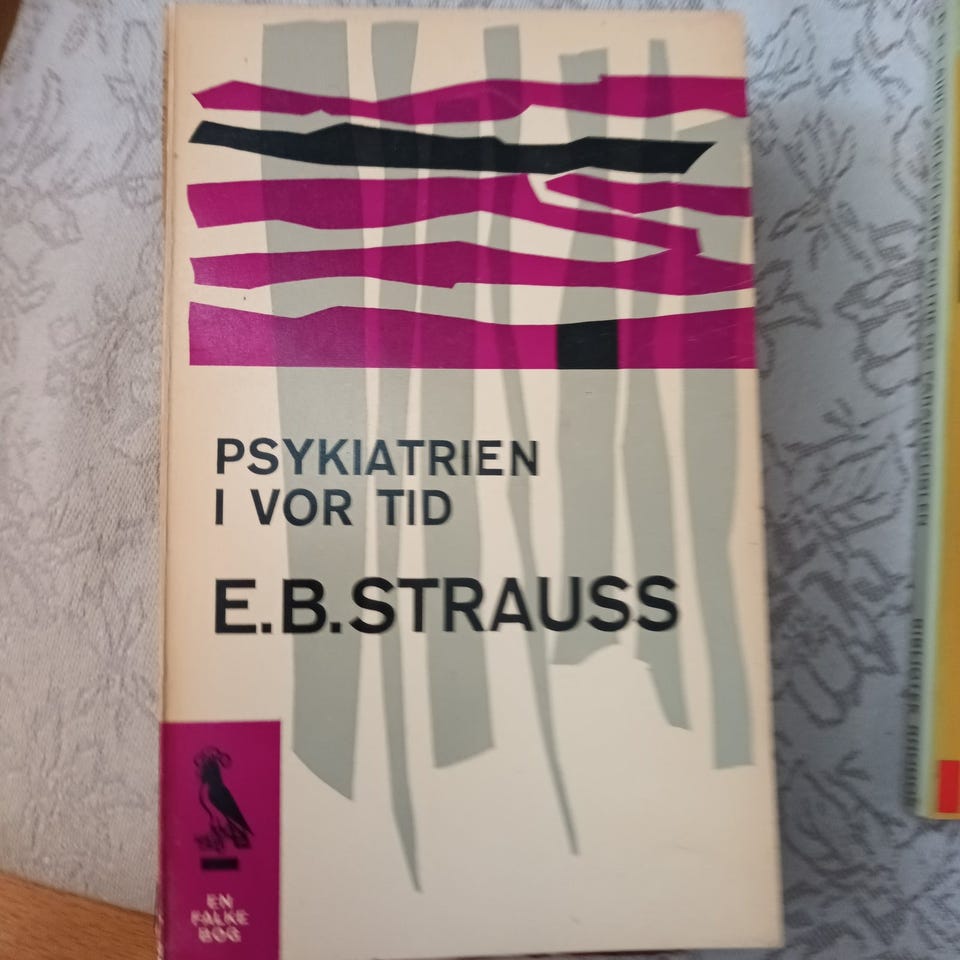 PSYKIATRIEN
I VOR TID
E.B.STRAUSS
EN
FALKE
BOG